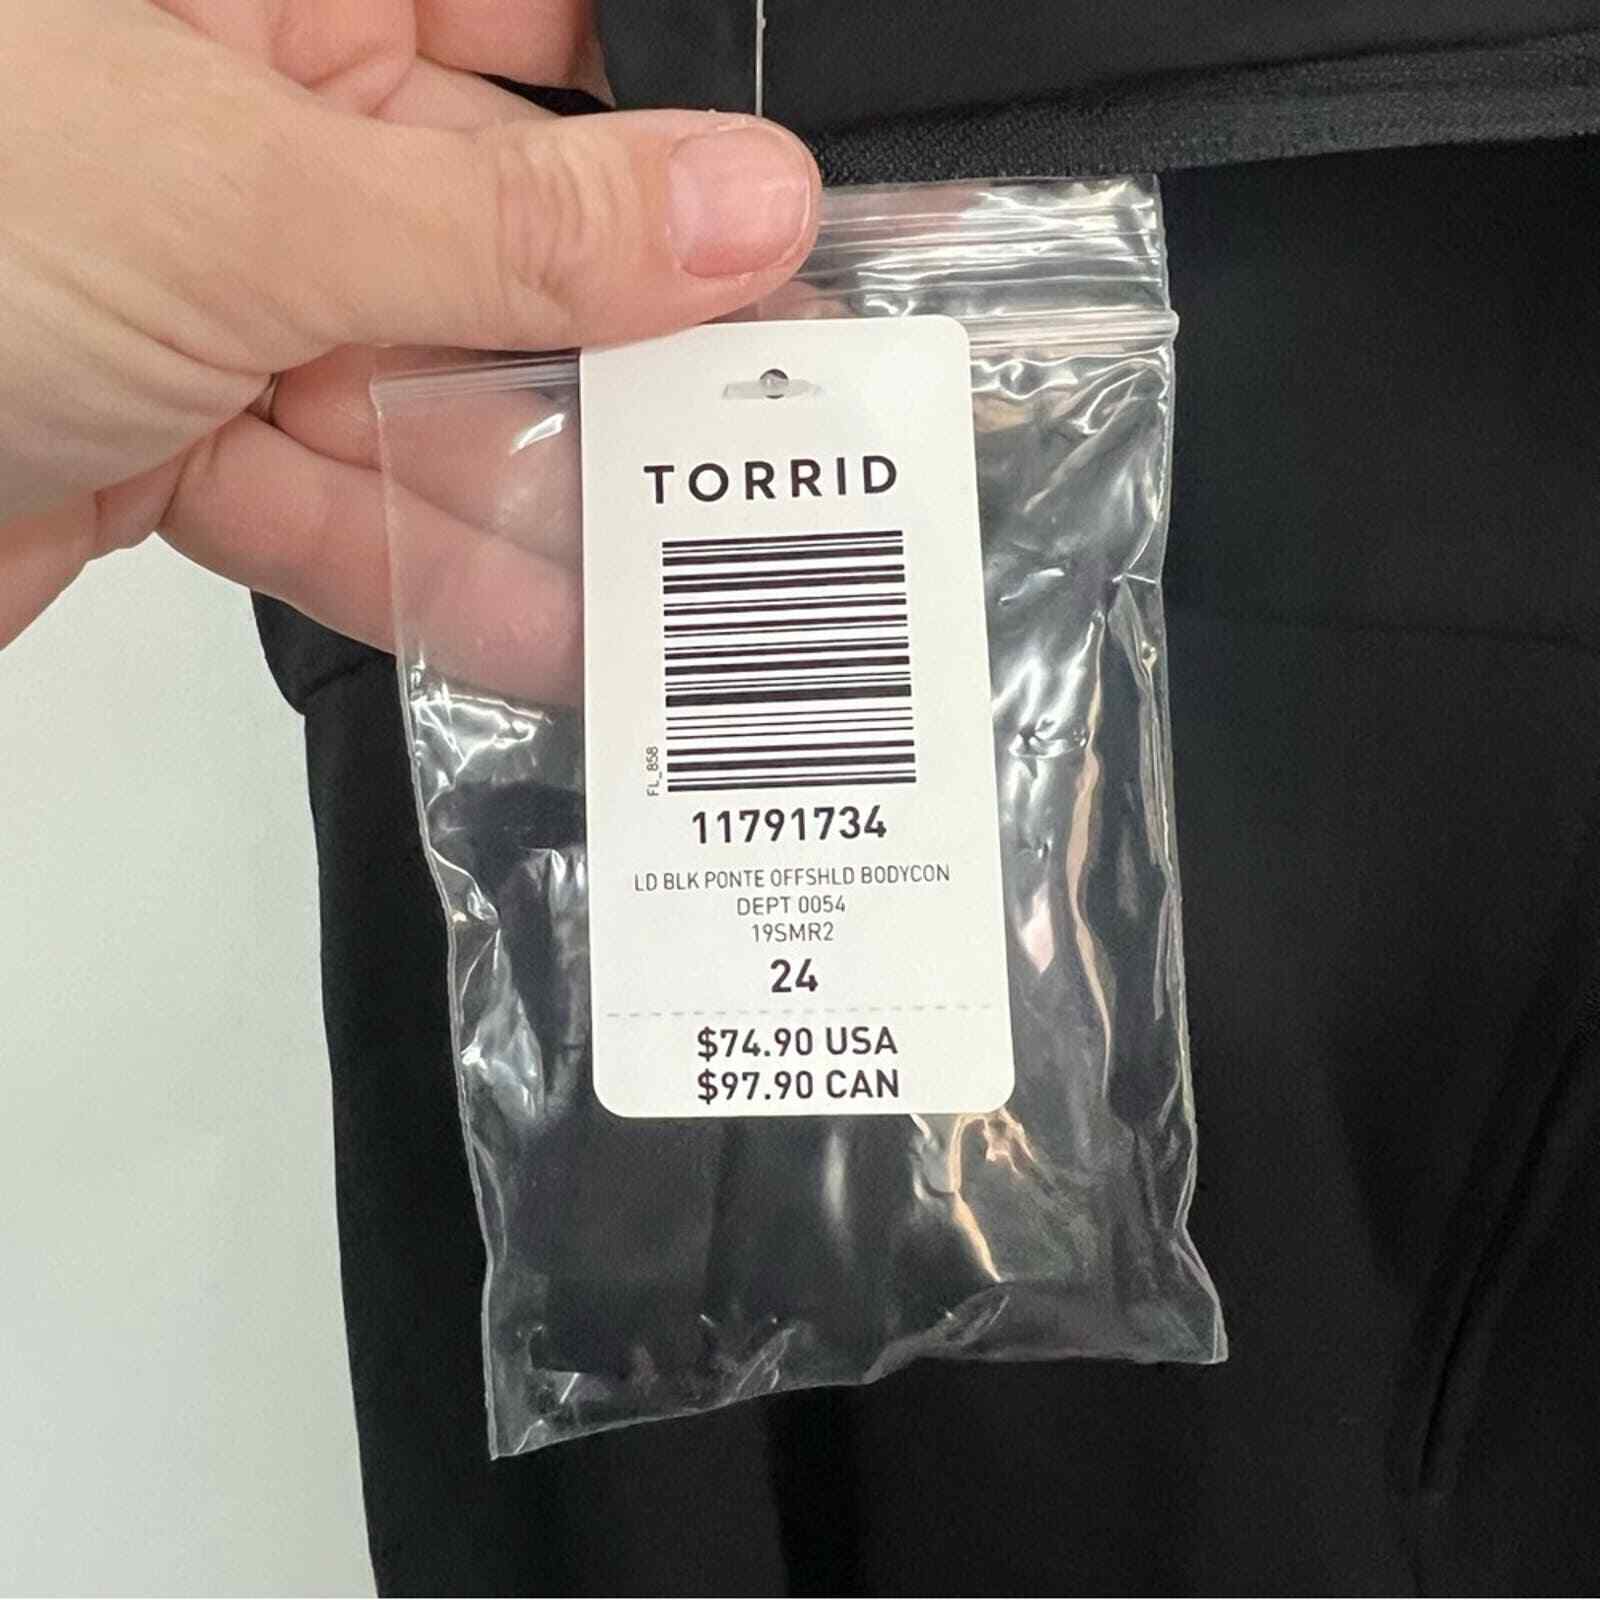 TORRID
FL_858
11791734
LD BLK PONTE OFFSHLD BODYCON
DEPT 0054
19SMR2
24
$74.90 USA
$97.90 CAN